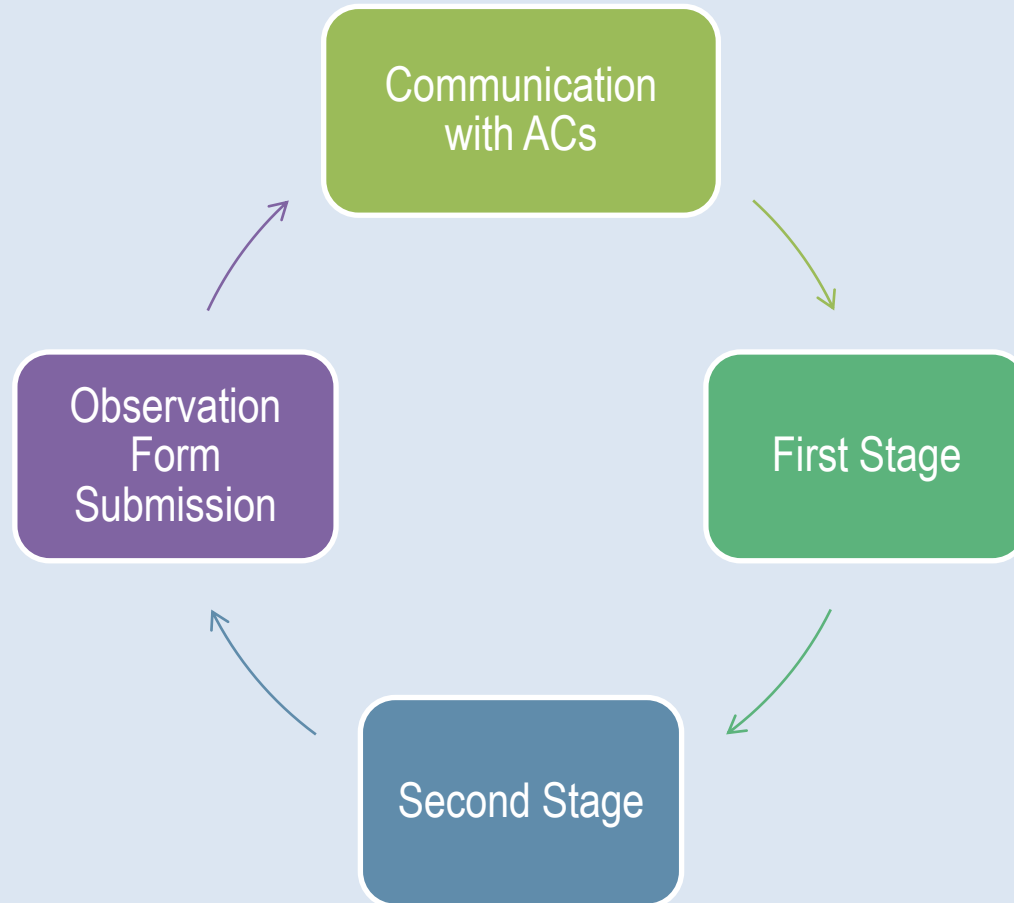 Communication
with ACs
First Stage
Second Stage
Observation
Form
Submission